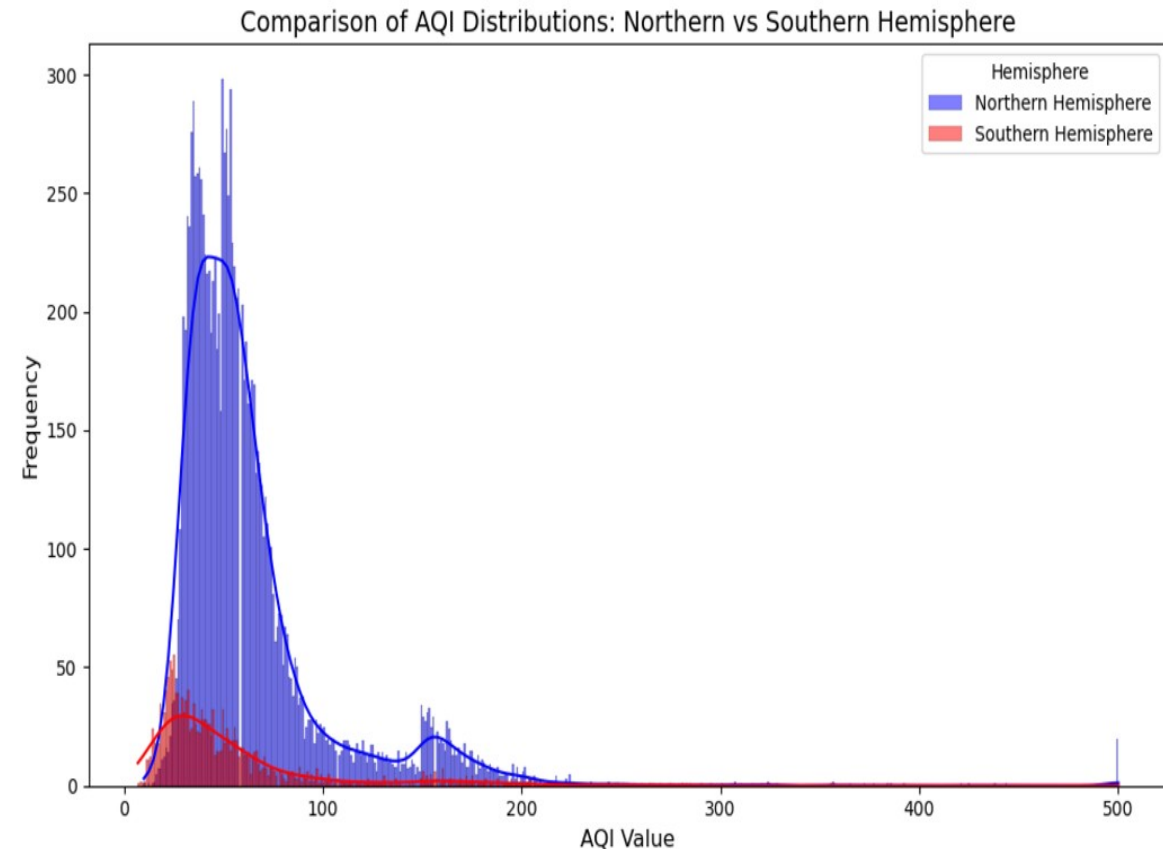 Comparison of AQI Distributions: Northern vs Southern Hemisphere
Hemisphere
Northern Hemisphere
Southern Hemisphere
300
250
200
150
100
50
0
Frequency
0 100 200 300 400 500
AQI Value